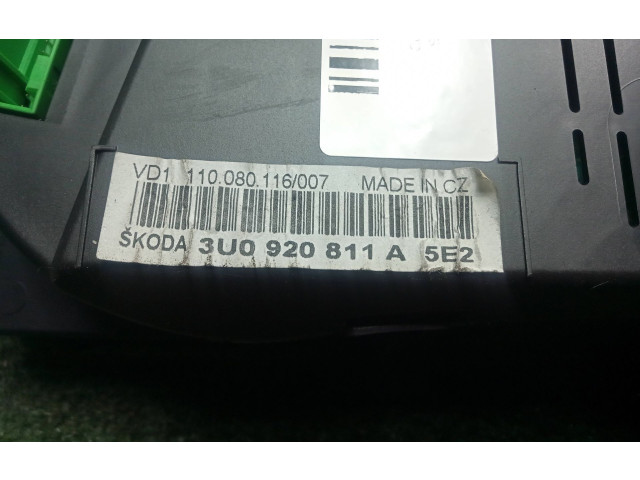 VD1 110.080.116/007 MADE IN CZ
ŠKODA 3U0 920 811 A 5E2